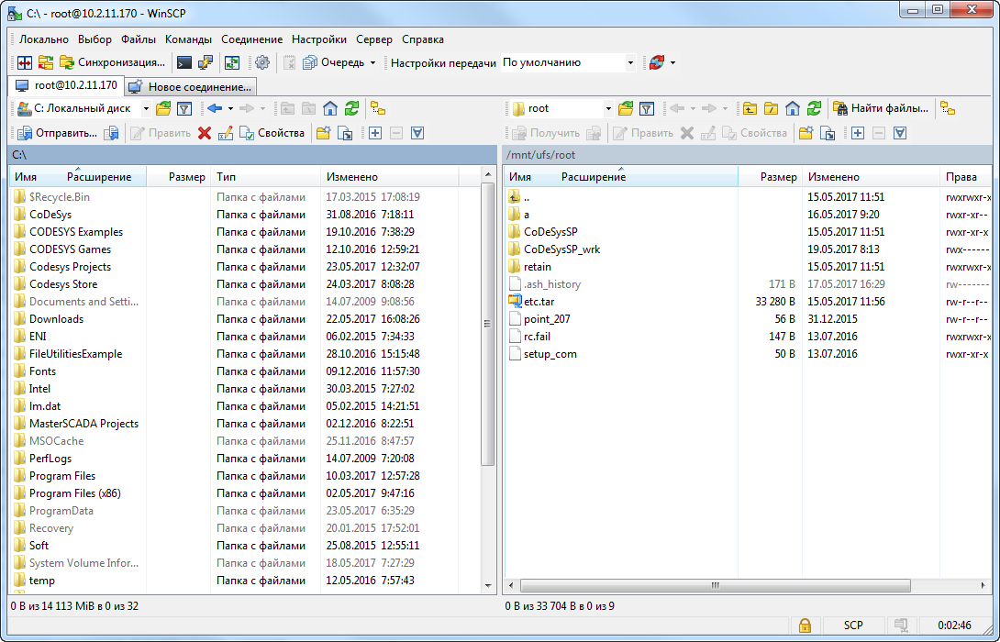 C:\ - root@10.2.11.170 - WinSCP
Локально Выбор Файлы Команды Соединение Настройки Сервер Справка
Синхронизация... Очередь Настройки передачи По умолчанию
root@10.2.11.170 Новое соединение...
C: Локальный диск root Найти файлы...
Отправить... Править Свойства Получить Править Свойства
C:\ /mnt/ufs/root
Имя Расширение Размер Тип Изменено
$Recycle.Bin Папка с файлами 17.03.2015 17:08:19
CoDeSys Папка с файлами 31.08.2016 7:18:11
CODESYS Examples Папка с файлами 19.10.2016 7:38:29
CODESYS Games Папка с файлами 12.10.2016 12:59:21
Codesys Projects Папка с файлами 23.05.2017 12:32:07
Codesys Store Папка с файлами 24.03.2017 8:08:28
Documents and Setti... Папка с файлами 14.07.2009 9:08:56
Downloads Папка с файлами 22.05.2017 16:08:26
ENI Папка с файлами 06.02.2015 7:34:33
FileUtilitiesExample Папка с файлами 28.10.2016 15:15:48
Fonts Папка с файлами 09.12.2016 11:57:30
Intel Папка с файлами 30.03.2015 7:27:02
lm.dat Папка с файлами 05.02.2015 14:21:51
MasterSCADA Projects Папка с файлами 02.12.2016 8:22:51
MSOCache Папка с файлами 25.11.2016 8:47:57
PerfLogs Папка с файлами 14.07.2009 7:20:08
Program Files Папка с файлами 10.03.2017 12:57:28
Program Files (x86) Папка с файлами 02.05.2017 9:47:16
ProgramData Папка с файлами 23.05.2017 6:35:29
Recovery Папка с файлами 20.01.2015 17:52:01
Soft Папка с файлами 25.08.2015 12:55:11
System Volume Infor... Папка с файлами 18.05.2017 7:27:29
temp Папка с файлами 12.05.2016 7:57:43
Имя Расширение Размер Изменено Права
.. 15.05.2017 11:51 rwxrwxr-x
a 16.05.2017 9:20 rwxr-xr--
CoDeSysSP 15.05.2017 11:51 rwxr-xr-x
CoDeSysSP_wrk 19.05.2017 8:13 rwx------
retain 15.05.2017 11:51 rwxrwxr-x
.ash_history 171 B 17.05.2017 16:29 rw-------
etc.tar 33 280 B 15.05.2017 11:56 rw-r--r--
point_207 56 B 31.12.2015 rw-r--r--
rc.fail 147 B 13.07.2016 rwxrwxr-x
setup_com 50 B 13.07.2016 rwxr-xr-x
0 B из 14 113 MiB в 0 из 32
0 B из 33 704 B в 0 из 9
SCP 0:02:46